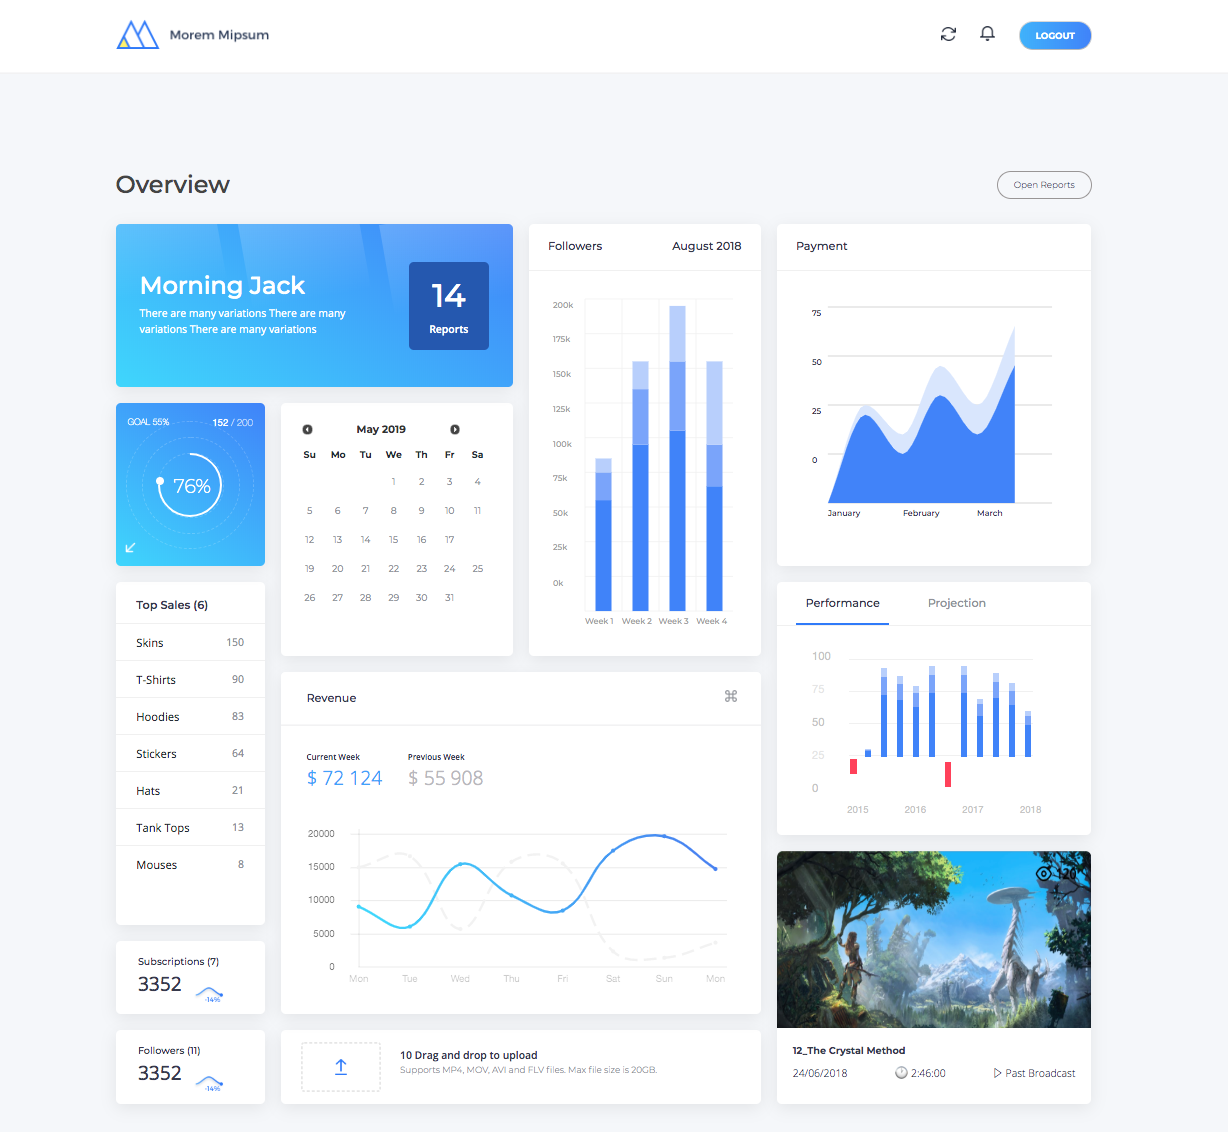 Morem Mipsum
LOGOUT
Overview
Open Reports
Morning Jack
There are many variations There are many
variations There are many variations
14
Reports
GOAL 55%
152 / 200
76%
May 2019
Su Mo Tu We Th Fr Sa
1 2 3 4
5 6 7 8 9 10 11
12 13 14 15 16 17
19 20 21 22 23 24 25
26 27 28 29 30 31
Followers
August 2018
200k
175k
150k
125k
100k
75k
50k
25k
0k
Week 1 Week 2 Week 3 Week 4
Payment
75
50
25
0
January February March
Top Sales (6)
Skins 150
T-Shirts 90
Hoodies 83
Stickers 64
Hats 21
Tank Tops 13
Mouses 8
Revenue
Current Week
$ 72 124
Previous Week
$ 55 908
20000
15000
10000
5000
0
Mon Tue Wed Thu Fri Sat Sun Mon
Performance
Projection
100
75
50
25
0
2015 2016 2017 2018
Subscriptions (7)
3352
-14%
Followers (11)
3352
-14%
10 Drag and drop to upload
Supports MP4, MOV, AVI and FLV files. Max file size is 20GB.
120
12_The Crystal Method
24/06/2018
2:46:00
Past Broadcast